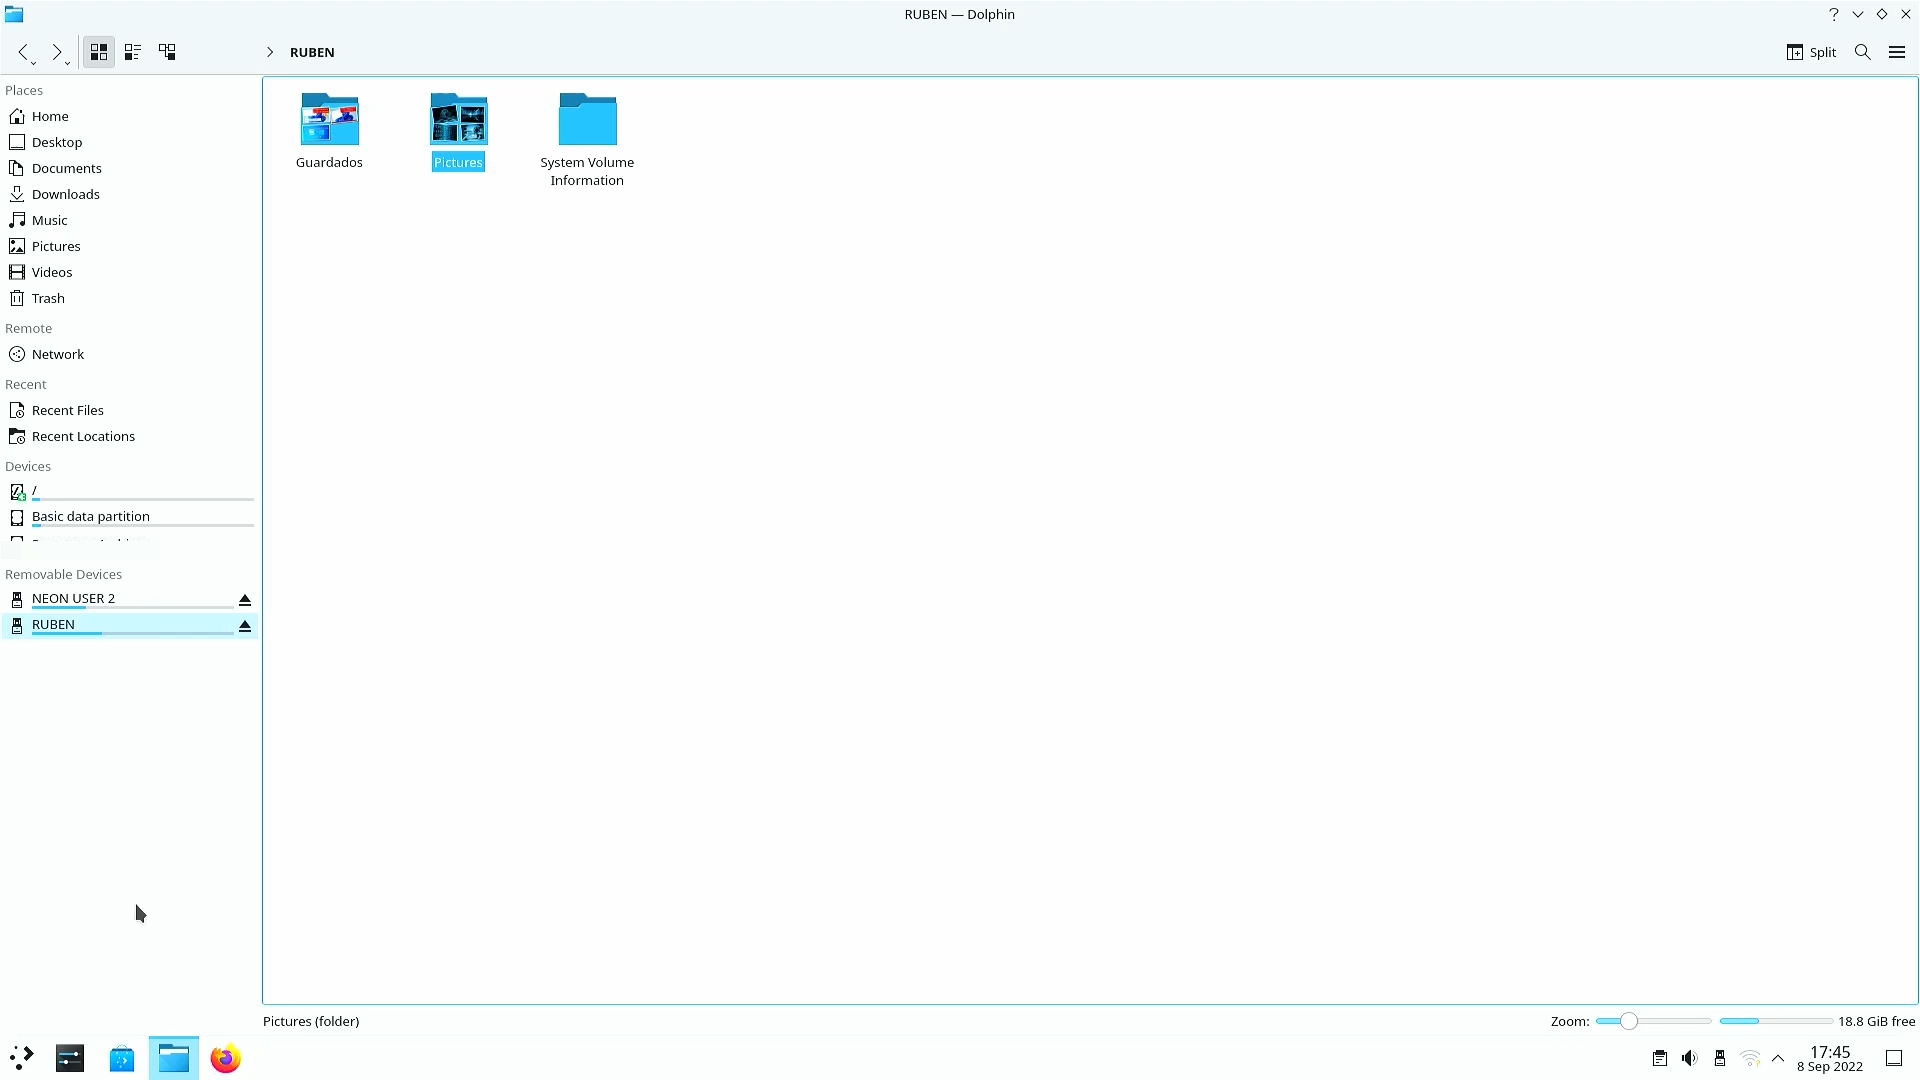 RUBEN — Dolphin
RUBEN
Split
Places
Home
Desktop
Documents
Downloads
Music
Pictures
Videos
Trash
Remote
Network
Recent
Recent Files
Recent Locations
Devices
/
Basic data partition
Removable Devices
NEON USER 2
RUBEN
Guardados
Pictures
System Volume
Information
Pictures (folder)
Zoom:
18.8 GiB free
17:45
8 Sep 2022